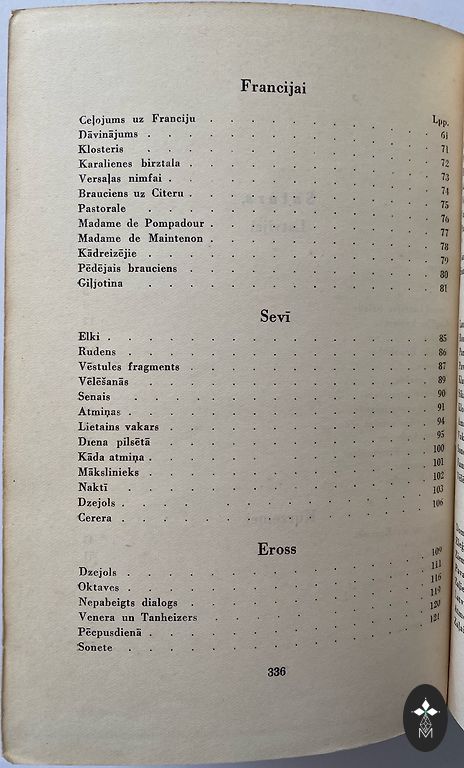 Francijai
Lpp.
Ceļojums uz Franciju . . . . . . . . . . 61
Dāvinājums . . . . . . . . . . 71
Klosteris . . . . . . . . . . 72
Karalienes birztala . . . . . . . . . . 73
Versaļas nimfai . . . . . . . . . . 74
Brauciens uz Citeru . . . . . . . . . . 75
Pastorale . . . . . . . . . . 76
Madame de Pompadour . . . . . . . . . . 77
Madame de Maintenon . . . . . . . . . . 78
Kādreizējie . . . . . . . . . . 79
Pēdējais brauciens . . . . . . . . . . 80
Giļjotina . . . . . . . . . . 81
Sevī
Elki . . . . . . . . . . 85
Rudens . . . . . . . . . . 86
Vēstules fragments . . . . . . . . . . 87
Vēlēšanās . . . . . . . . . . 89
Senais . . . . . . . . . . 90
Atmiņas . . . . . . . . . . 91
Lietains vakars . . . . . . . . . . 94
Diena pilsētā . . . . . . . . . . 95
Kāda atmiņa . . . . . . . . . . 100
Mākslinieks . . . . . . . . . . 101
Naktī . . . . . . . . . . 102
Dzejols . . . . . . . . . . 103
Cerera . . . . . . . . . . 106
Eross
Dzejols . . . . . . . . . . 109
Oktaves . . . . . . . . . . 111
Nepabeigts dialogs . . . . . . . . . . 116
Venera un Tanheizers . . . . . . . . . . 119
Pēcpusdienā . . . . . . . . . . 120
Sonete . . . . . . . . . . 121
336